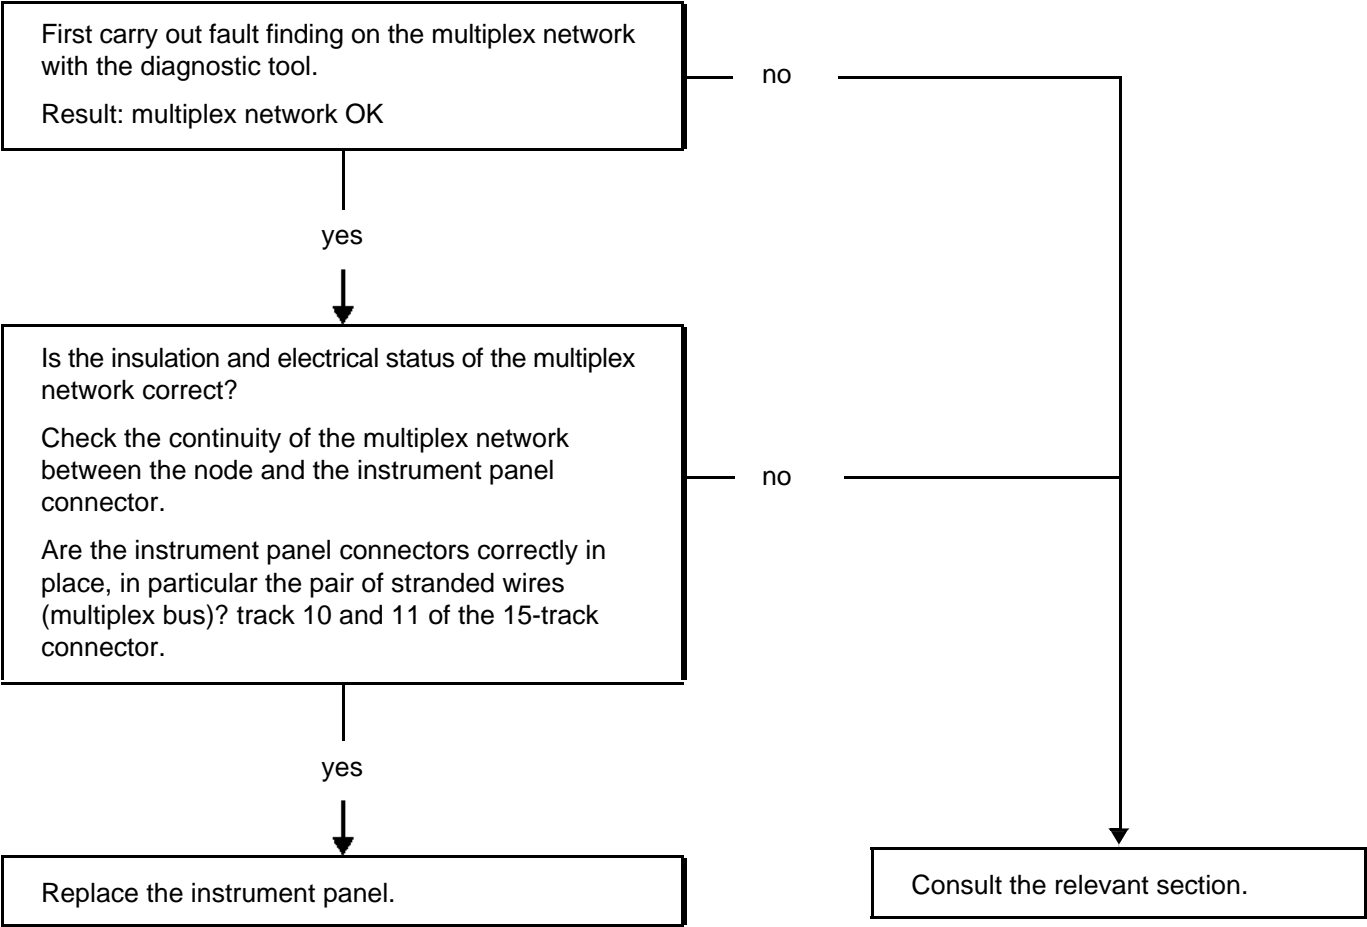 First carry out fault finding on the multiplex network
with the diagnostic tool.
Result: multiplex network OK
no
yes
Is the insulation and electrical status of the multiplex
network correct?
Check the continuity of the multiplex network
between the node and the instrument panel
connector.
Are the instrument panel connectors correctly in
place, in particular the pair of stranded wires
(multiplex bus)? track 10 and 11 of the 15-track
connector.
no
yes
Replace the instrument panel.
Consult the relevant section.